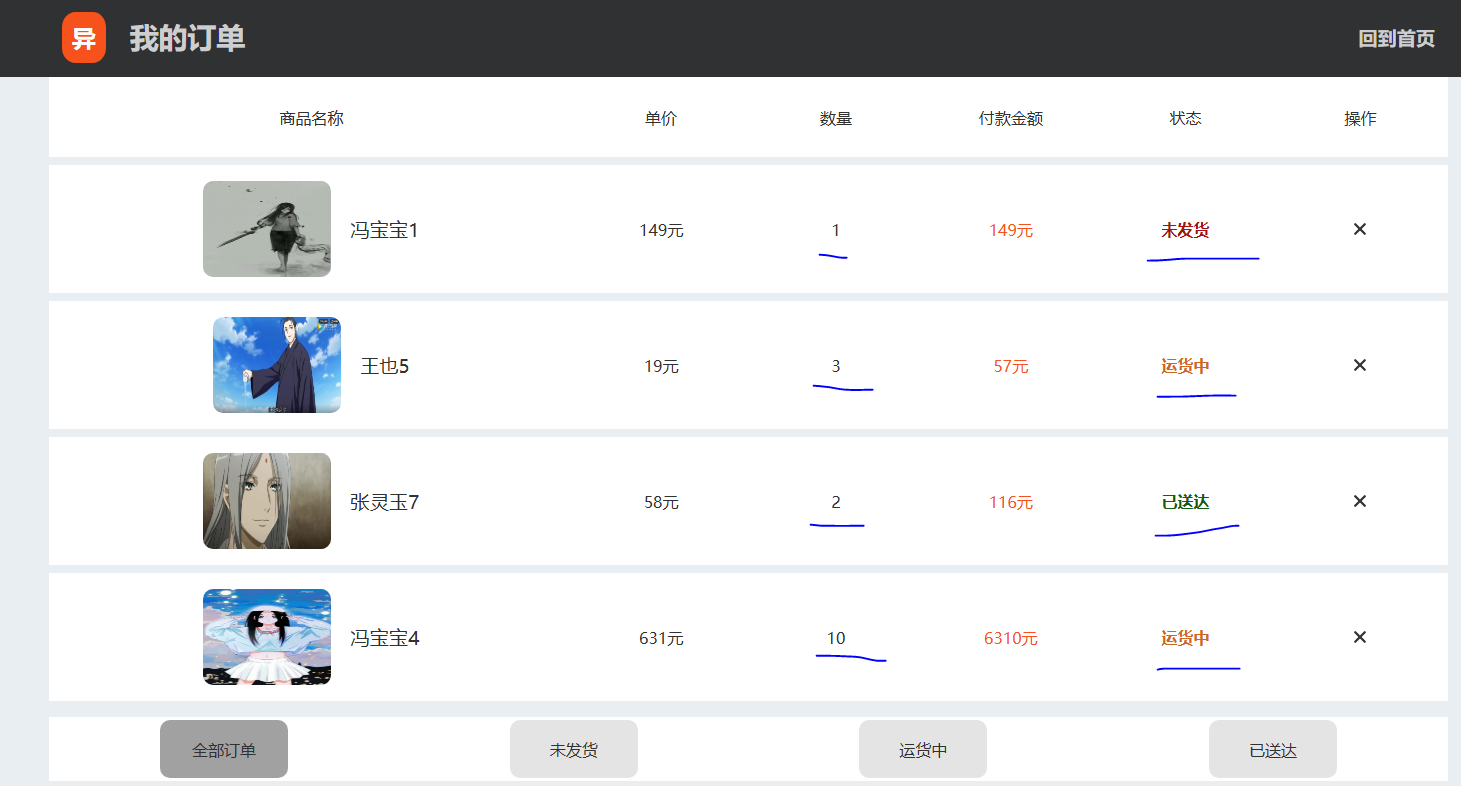 异 我的订单 回到首页
商品名称 单价 数量 付款金额 状态 操作
冯宝宝1 149元 1 149元 未发货 ×
王也5 19元 3 57元 运货中 ×
张灵玉7 58元 2 116元 已送达 ×
冯宝宝4 631元 10 6310元 运货中 ×
全部订单 未发货 运货中 已送达